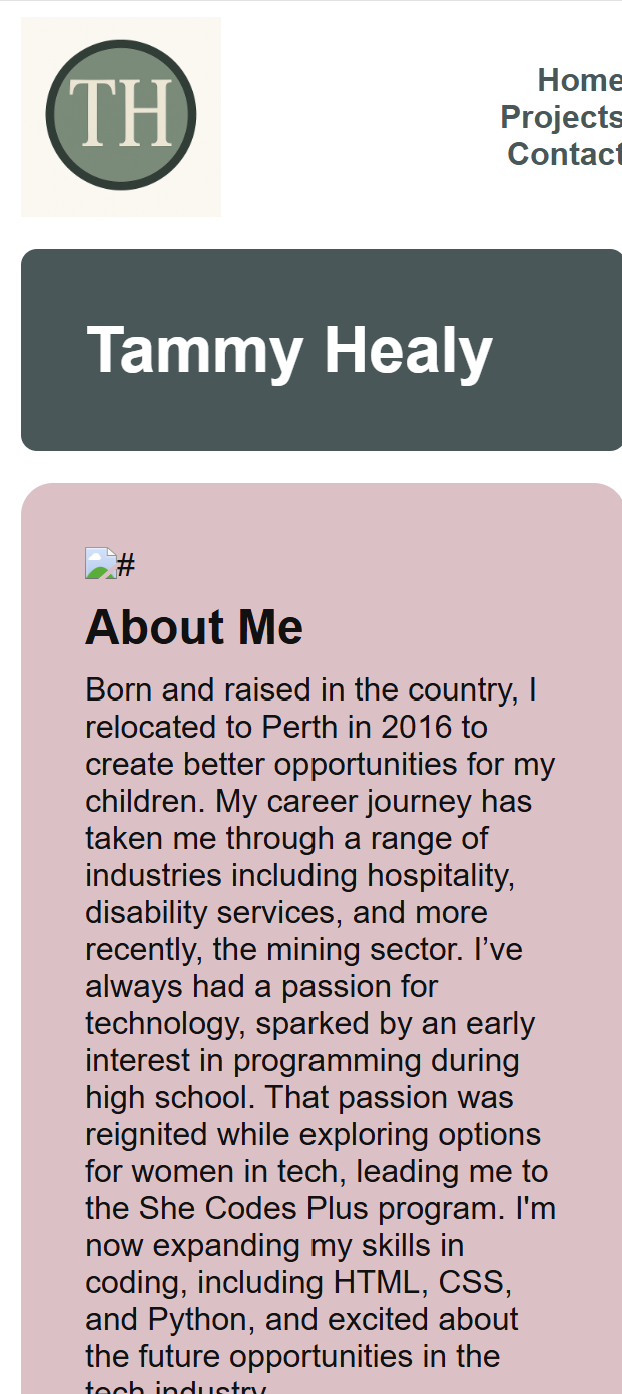 TH
Home
Projects
Contact
Tammy Healy
#
About Me
Born and raised in the country, I
relocated to Perth in 2016 to
create better opportunities for my
children. My career journey has
taken me through a range of
industries including hospitality,
disability services, and more
recently, the mining sector. I’ve
always had a passion for
technology, sparked by an early
interest in programming during
high school. That passion was
reignited while exploring options
for women in tech, leading me to
the She Codes Plus program. I'm
now expanding my skills in
coding, including HTML, CSS,
and Python, and excited about
the future opportunities in the
tech industry.